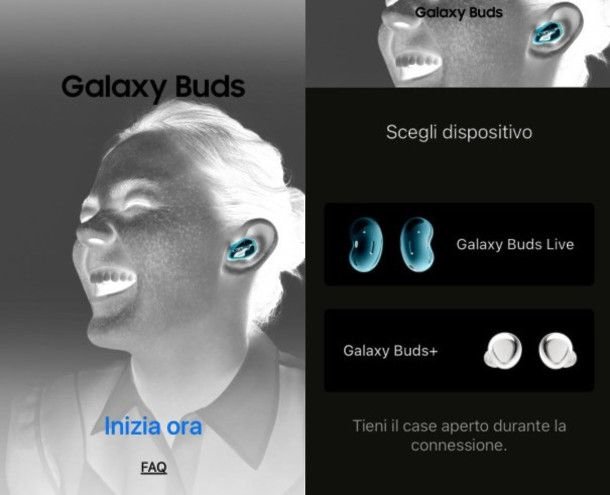 Galaxy Buds
Inizia ora
FAQ
Galaxy Buds
Scegli dispositivo
Galaxy Buds Live
Galaxy Buds+
Tieni il case aperto durante la
connessione.